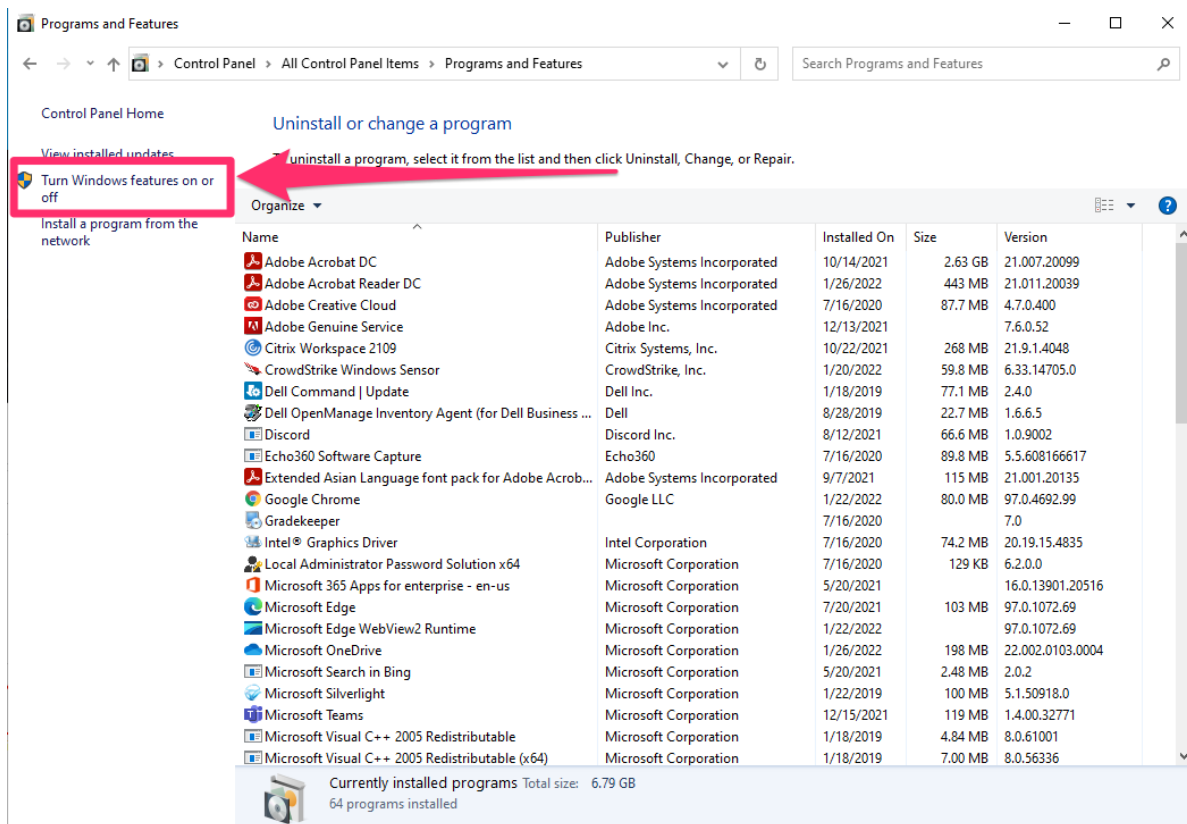 Programs and Features
Control Panel > All Control Panel Items > Programs and Features
Search Programs and Features
Control Panel Home
View installed updates
Turn Windows features on or
off
Install a program from the
network
Uninstall or change a program
uninstall a program, select it from the list and then click Uninstall, Change, or Repair.
Organize
Name Publisher Installed On Size Version
Adobe Acrobat DC Adobe Systems Incorporated 10/14/2021 2.63 GB 21.007.20099
Adobe Acrobat Reader DC Adobe Systems Incorporated 1/26/2022 443 MB 21.011.20039
Adobe Creative Cloud Adobe Systems Incorporated 7/16/2020 87.7 MB 4.7.0.400
Adobe Genuine Service Adobe Inc. 12/13/2021 7.6.0.52
Citrix Workspace 2109 Citrix Systems, Inc. 10/22/2021 268 MB 21.9.1.4048
CrowdStrike Windows Sensor CrowdStrike, Inc. 1/20/2022 59.8 MB 6.33.14705.0
Dell Command | Update Dell Inc. 1/18/2019 77.1 MB 2.4.0
Dell OpenManage Inventory Agent (for Dell Business ... Dell 8/28/2019 22.7 MB 1.6.6.5
Discord Discord Inc. 8/12/2021 66.6 MB 1.0.9002
Echo360 Software Capture Echo360 7/16/2020 89.8 MB 5.5.608166617
Extended Asian Language font pack for Adobe Acrob... Adobe Systems Incorporated 9/7/2021 115 MB 21.001.20135
Google Chrome Google LLC 1/22/2022 80.0 MB 97.0.4692.99
Gradekeeper 7/16/2020 7.0
Intel® Graphics Driver Intel Corporation 7/16/2020 74.2 MB 20.19.15.4835
Local Administrator Password Solution x64 Microsoft Corporation 7/16/2020 129 KB 6.2.0.0
Microsoft 365 Apps for enterprise - en-us Microsoft Corporation 5/20/2021 16.0.13901.20516
Microsoft Edge Microsoft Corporation 7/20/2021 103 MB 97.0.1072.69
Microsoft Edge WebView2 Runtime Microsoft Corporation 1/22/2022 97.0.1072.69
Microsoft OneDrive Microsoft Corporation 1/26/2022 198 MB 22.002.0103.0004
Microsoft Search in Bing Microsoft Corporation 5/20/2021 2.48 MB 2.0.2
Microsoft Silverlight Microsoft Corporation 1/22/2019 100 MB 5.1.50918.0
Microsoft Teams Microsoft Corporation 12/15/2021 119 MB 1.4.00.32771
Microsoft Visual C++ 2005 Redistributable Microsoft Corporation 1/18/2019 4.84 MB 8.0.61001
Microsoft Visual C++ 2005 Redistributable (x64) Microsoft Corporation 1/18/2019 7.00 MB 8.0.56336
Currently installed programs Total size: 6.79 GB
64 programs installed